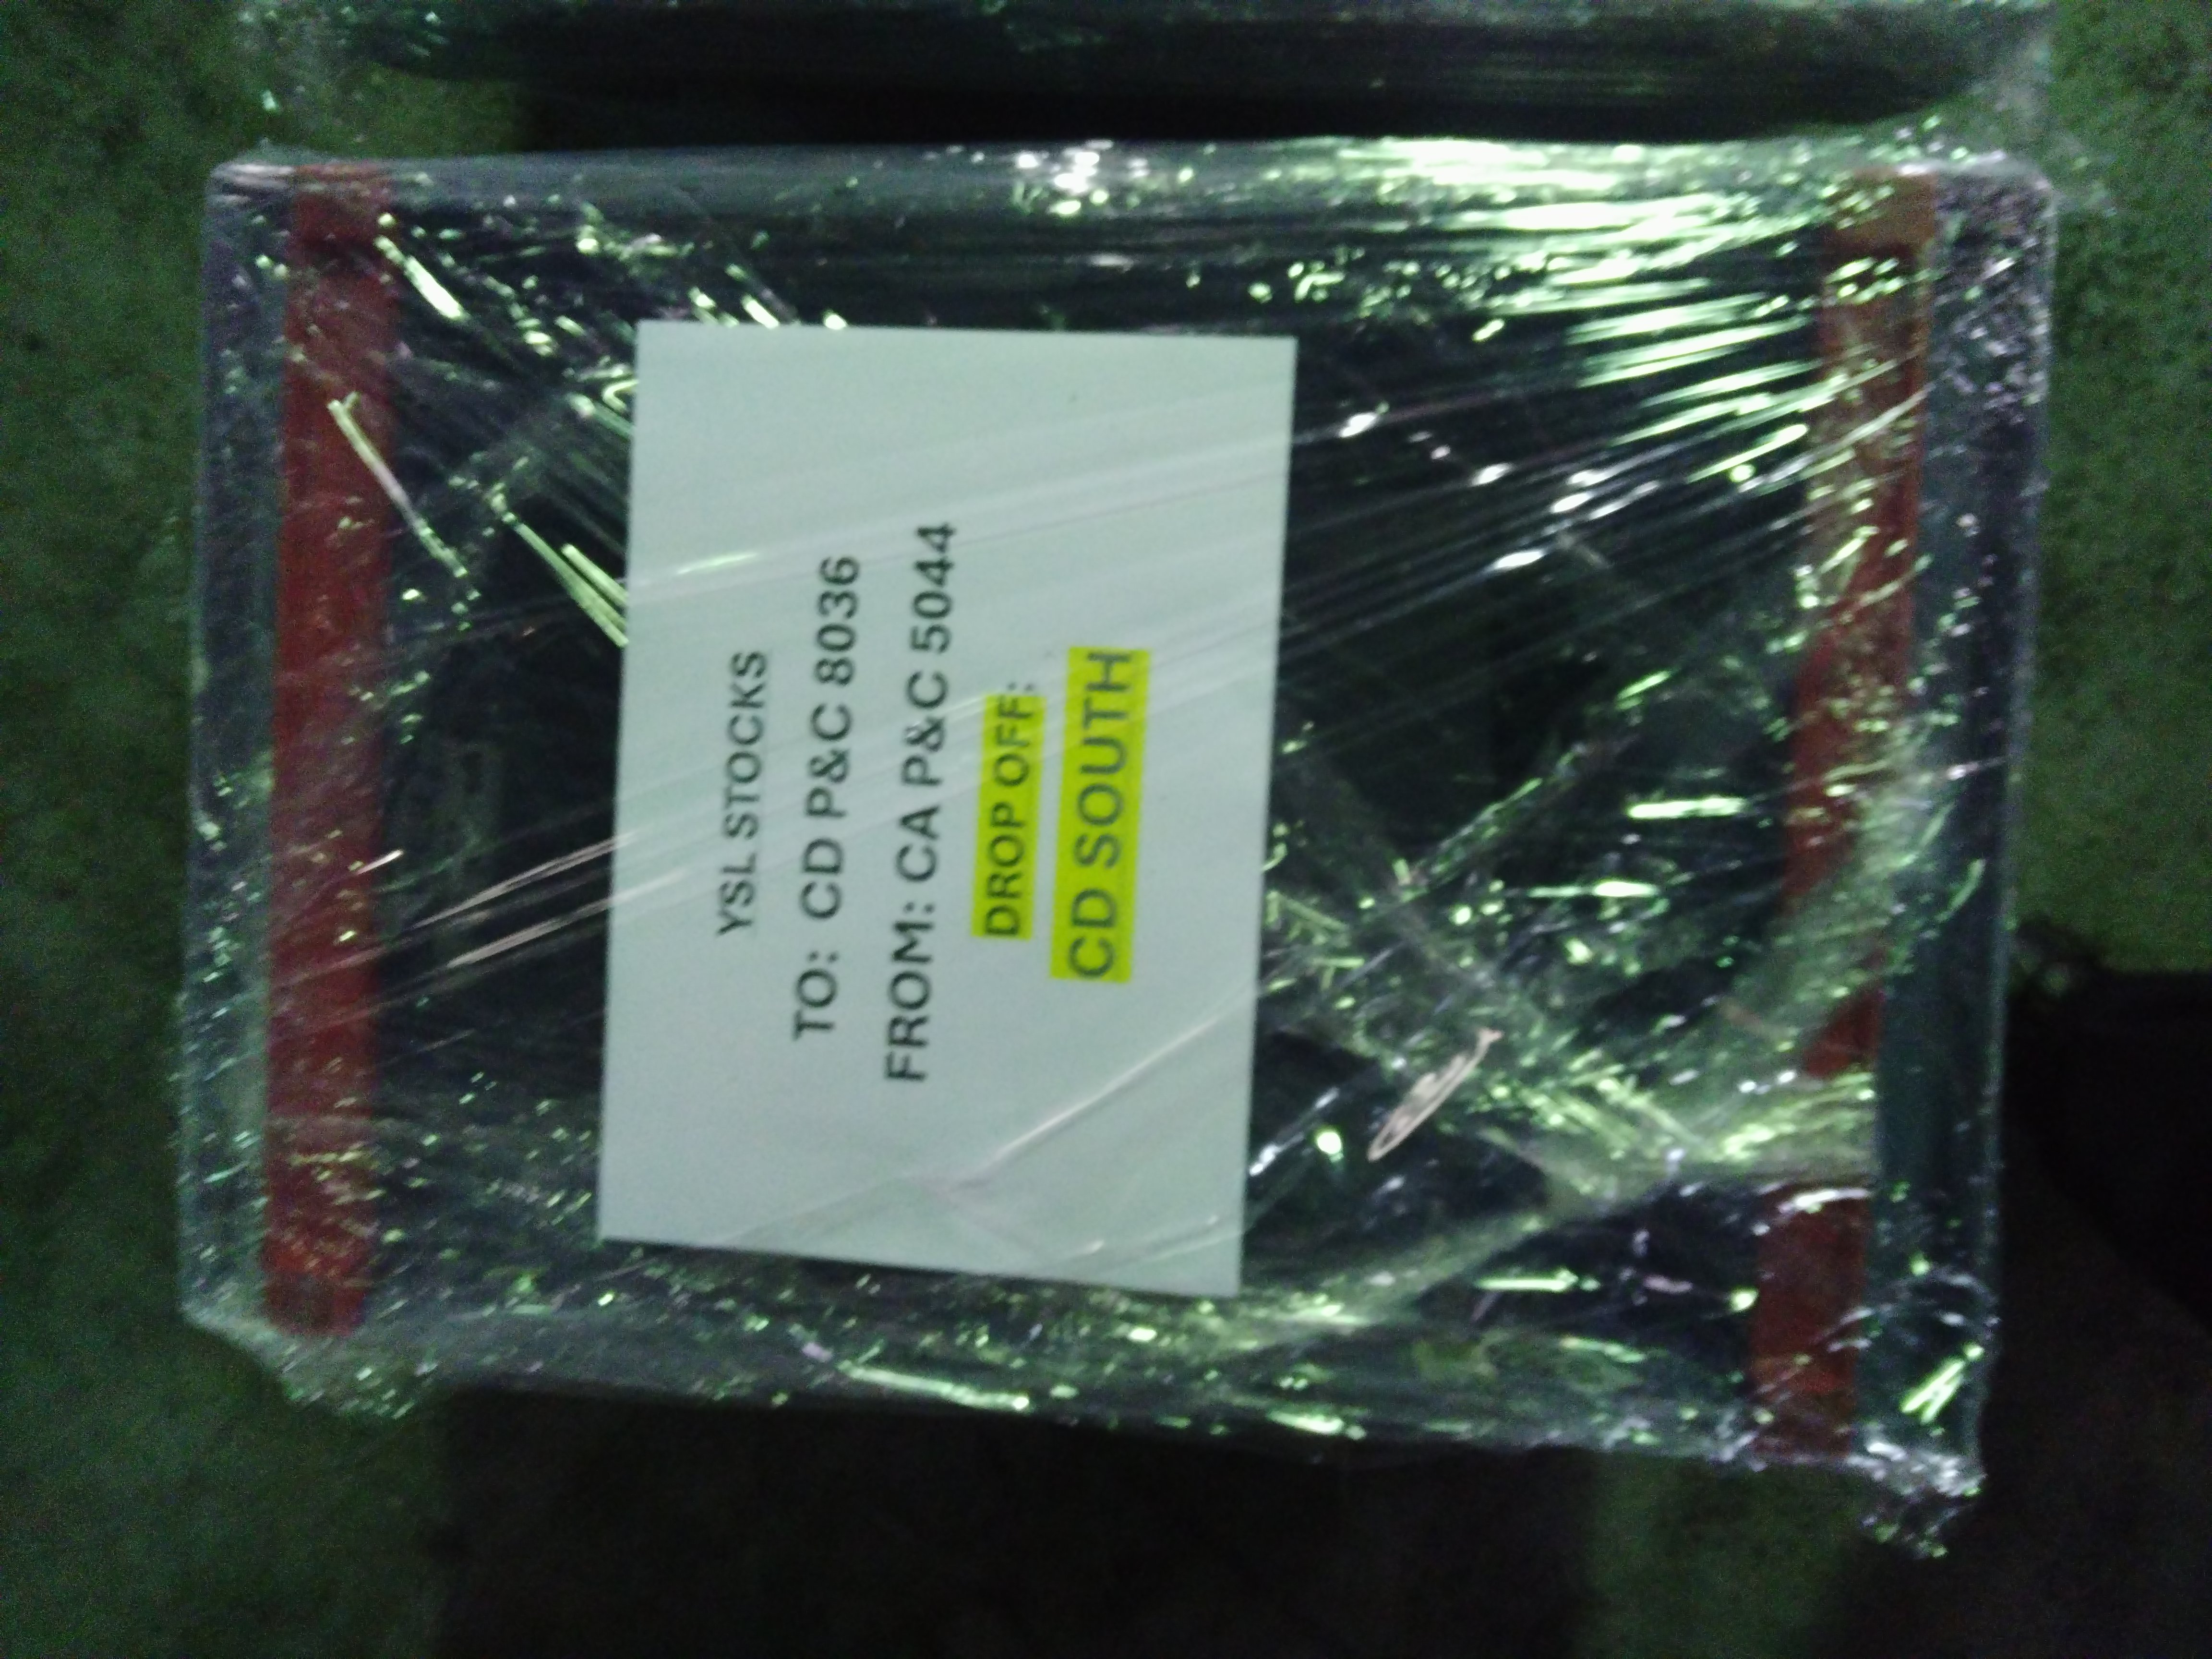 YSL STOCKS
TO: CD P&C 8036
FROM: CA P&C 5044
DROP OFF:
CD SOUTH